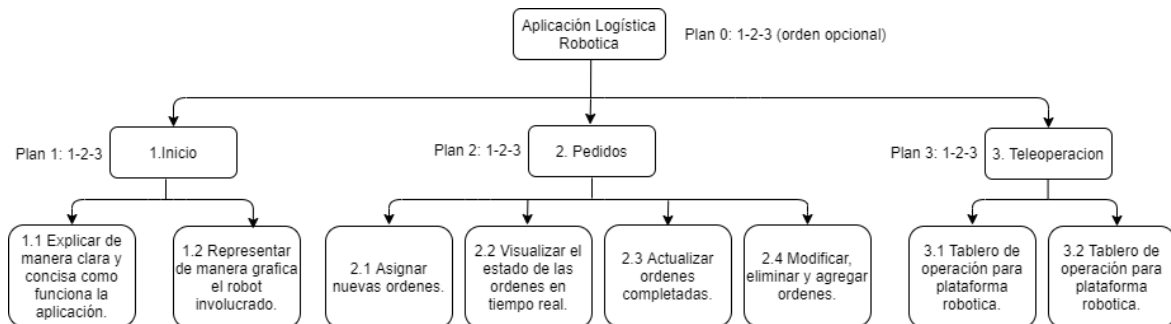 Aplicación Logística
Robotica
Plan 0: 1-2-3 (orden opcional)
Plan 1: 1-2-3
1.Inicio
Plan 2: 1-2-3
2. Pedidos
Plan 3: 1-2-3
3. Teleoperacion
1.1 Explicar de
manera clara y
concisa como
funciona la
aplicación.
1.2 Representar
de manera grafica
el robot
involucrado.
2.1 Asignar
nuevas ordenes.
2.2 Visualizar el
estado de las
ordenes en
tiempo real.
2.3 Actualizar
ordenes
completadas.
2.4 Modificar,
eliminar y agregar
ordenes.
3.1 Tablero de
operación para
plataforma
robotica.
3.2 Tablero de
operación para
plataforma
robotica.